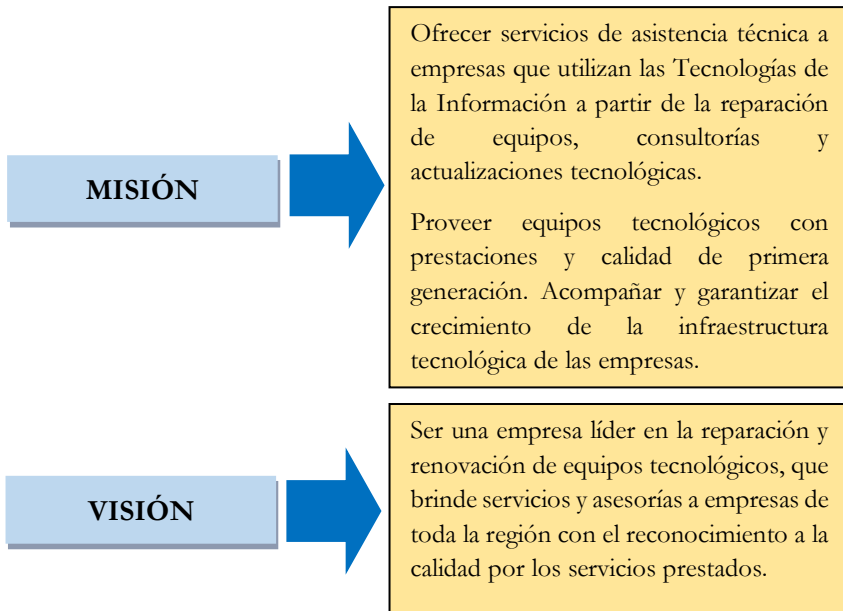 MISIÓN
Ofrecer servicios de asistencia técnica a
empresas que utilizan las Tecnologías de
la Información a partir de la reparación
de equipos, consultorías y
actualizaciones tecnológicas.
Proveer equipos tecnológicos con
prestaciones y calidad de primera
generación. Acompañar y garantizar el
crecimiento de la infraestructura
tecnológica de las empresas.
VISIÓN
Ser una empresa líder en la reparación y
renovación de equipos tecnológicos, que
brinde servicios y asesorías a empresas de
toda la región con el reconocimiento a la
calidad por los servicios prestados.